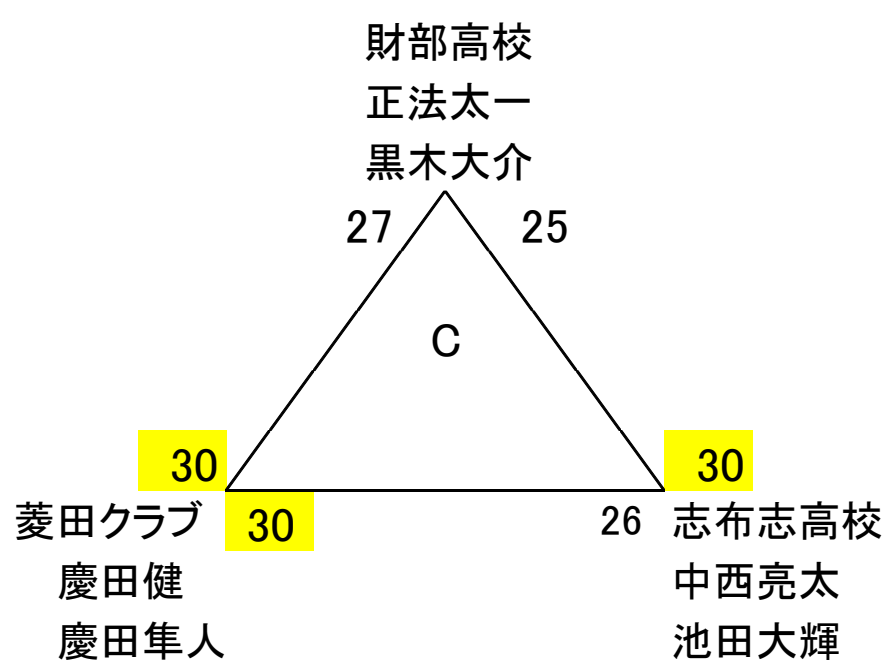 財部高校
正法太一
黒木大介
27 25
C
30 30
菱田クラブ 30 26 志布志高校
慶田健 中西亮太
慶田隼人 池田大輝